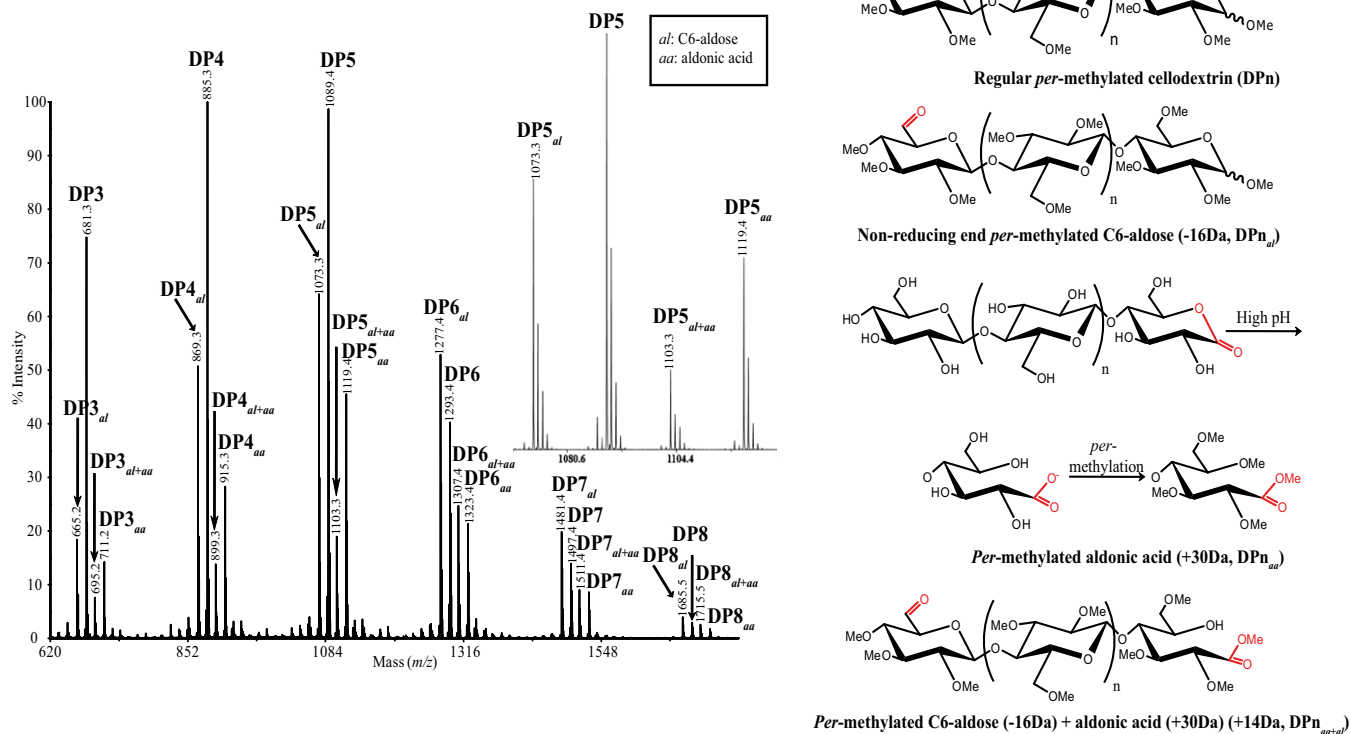 al: C6-aldose
aa: aldonic acid
DP5
DP5al
DP5al+aa
DP5aa
1073.3
1103.3
1119.4
1080.6
1104.4
% Intensity
100
90
80
70
60
50
40
30
20
10
0
620
852
1084
1316
1548
Mass (m/z)
DP3al
665.2
DP3
681.3
DP3al+aa
695.2
DP3aa
711.2
DP4al
869.3
DP4
885.3
DP4al+aa
899.3
DP4aa
915.3
DP5al
1073.3
DP5
1089.4
DP5al+aa
1103.3
DP5aa
1119.4
DP6al
1277.4
DP6
1293.4
DP6al+aa
1307.4
DP6aa
1323.4
DP7al
1481.4
DP7
1497.4
DP7al+aa
1511.4
DP7aa
DP8al
1685.5
DP8
DP8al+aa
1715.5
DP8aa
MeO
OMe
OMe
n
MeO
OMe
OMe
Regular per-methylated cellodextrin (DPn)
O
MeO
MeO
OMe
O
O
MeO
OMe
O
OMe
n
O
OMe
O
MeO
OMe
OMe
Non-reducing end per-methylated C6-aldose (-16Da, DPnal)
OH
HO
HO
OH
O
O
HO
OH
O
OH
n
O
OH
O
HO
OH
O
High pH
OH
O
OH
HO
OH
O-
O
per-
methylation
OMe
O
OMe
MeO
OMe
OMe
O
Per-methylated aldonic acid (+30Da, DPnaa)
O
MeO
MeO
OMe
O
O
MeO
OMe
O
OMe
n
O
OMe
OH
MeO
OMe
OMe
O
Per-methylated C6-aldose (-16Da) + aldonic acid (+30Da) (+14Da, DPnaa+al)